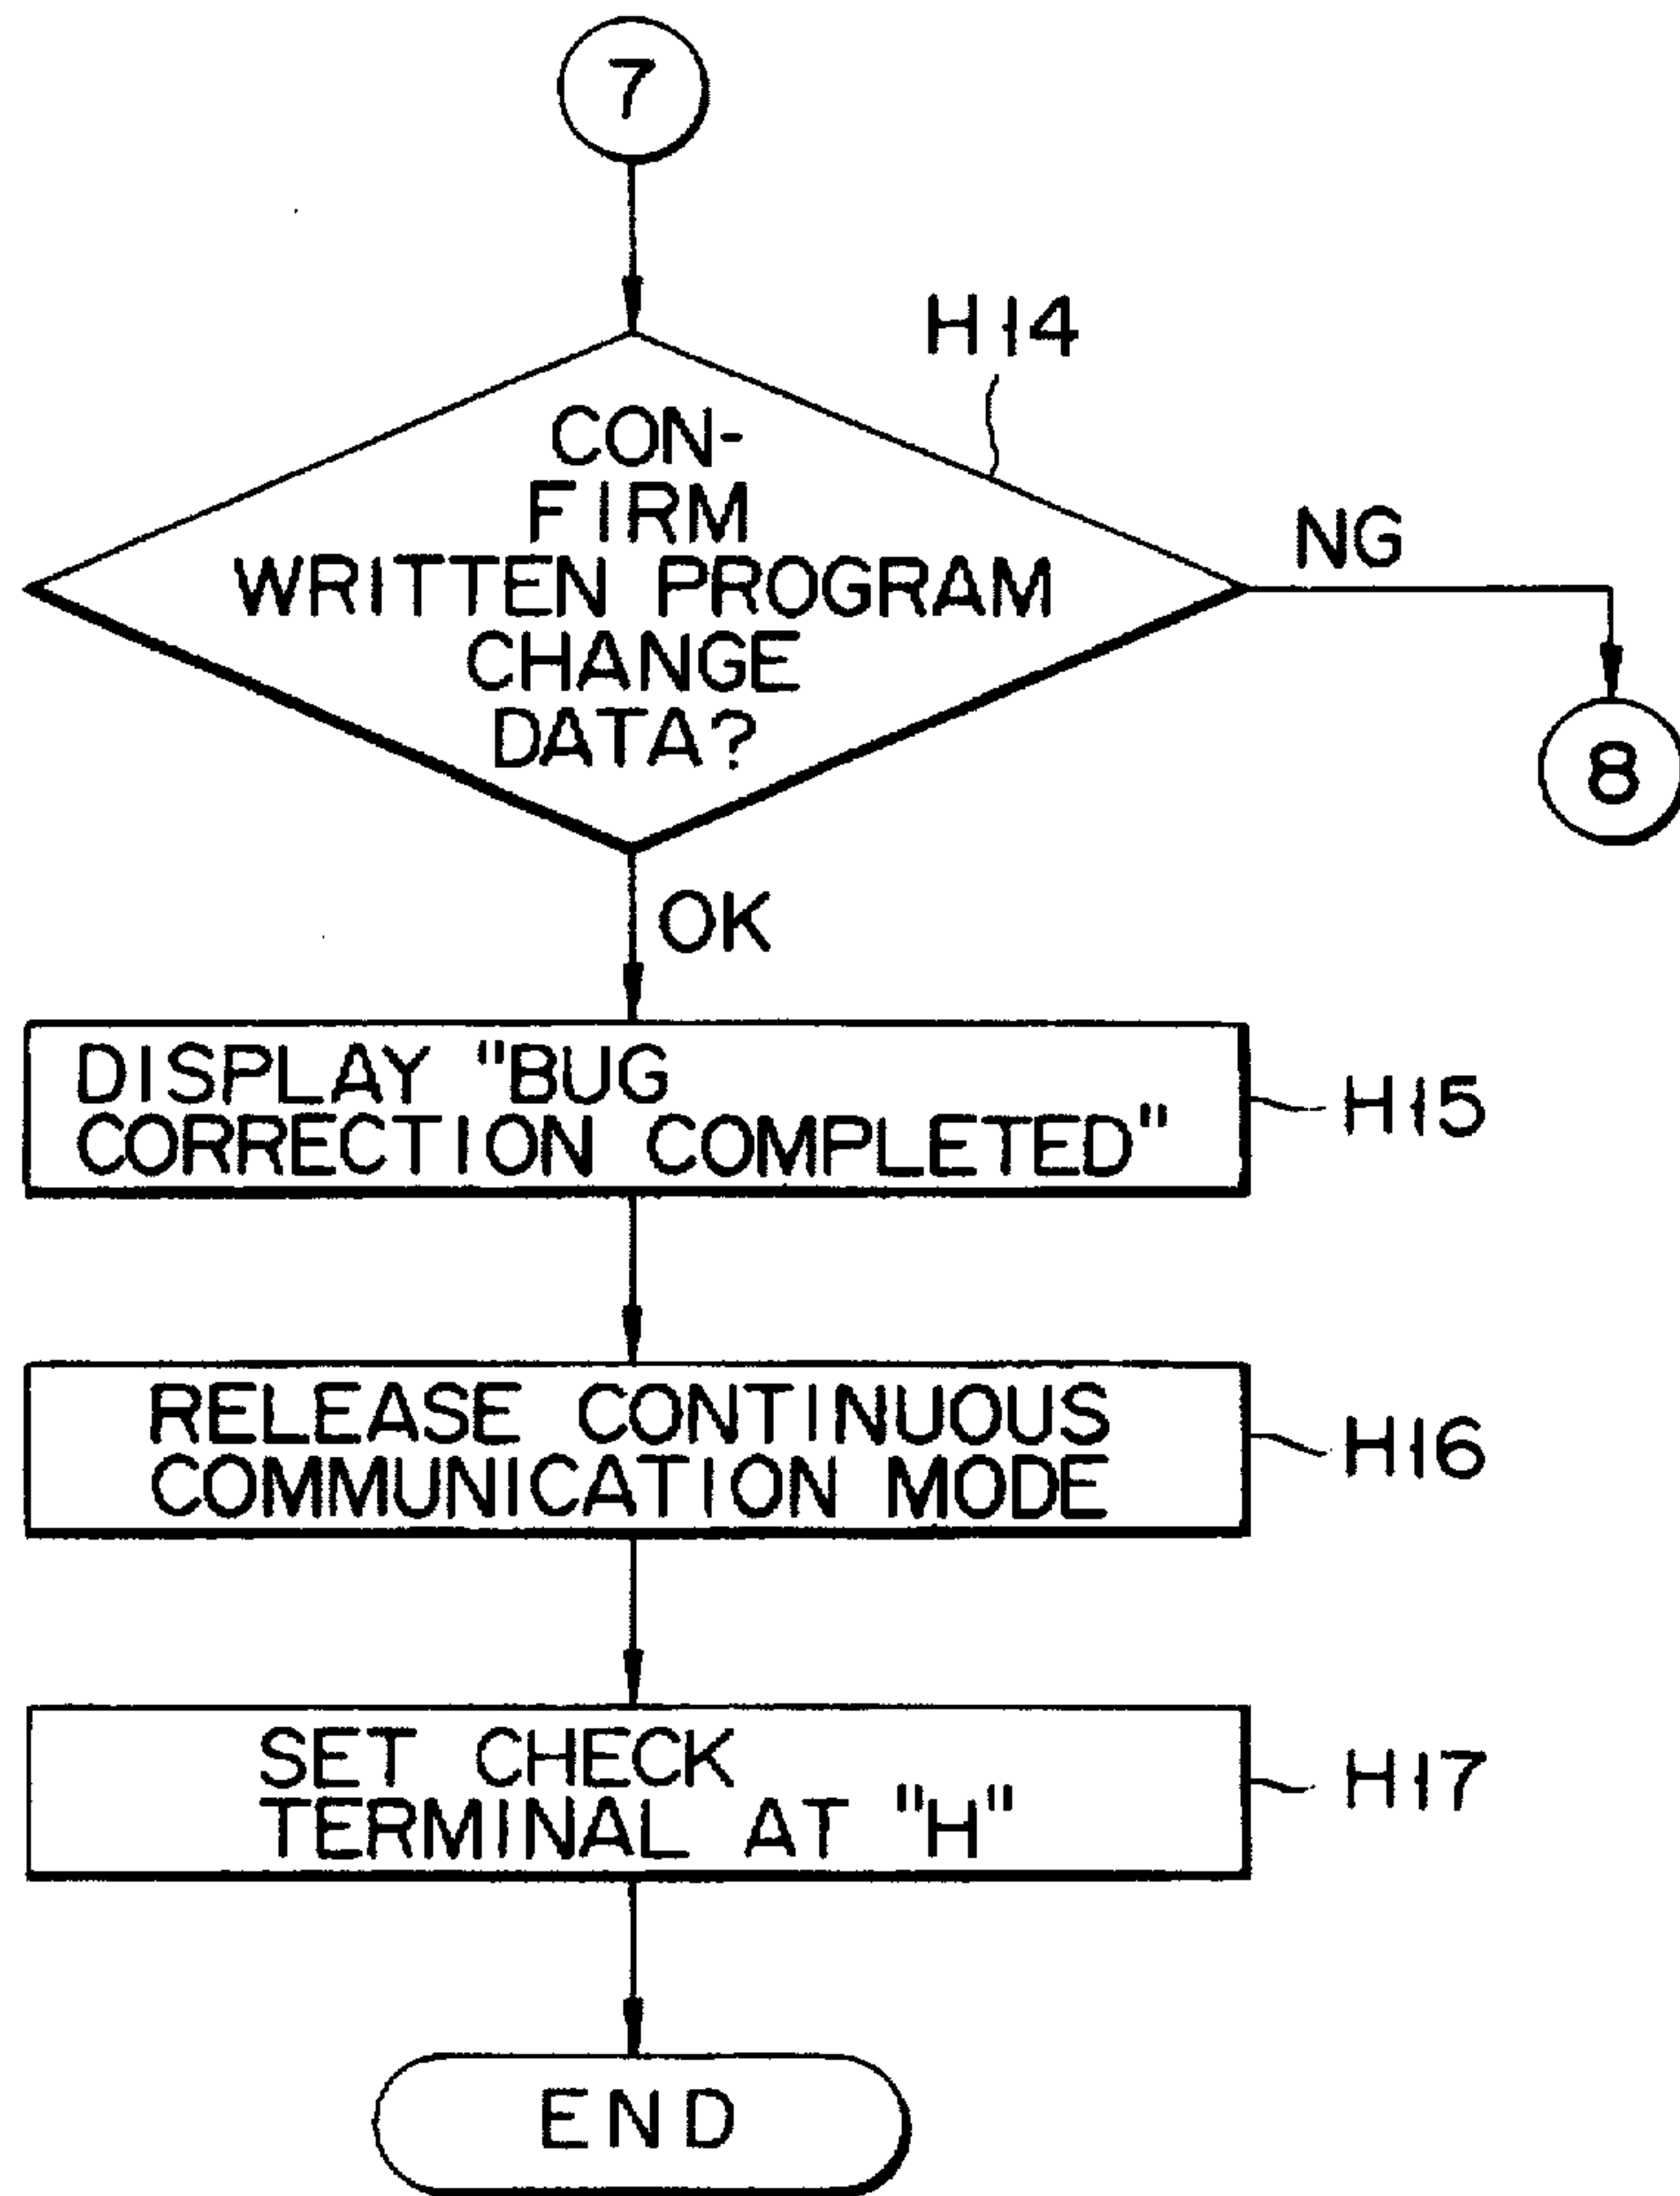 7
H14
CON-
FIRM
WRITTEN PROGRAM
CHANGE
DATA?
NG
8
OK
DISPLAY "BUG
CORRECTION COMPLETED"
H15
RELEASE CONTINUOUS
COMMUNICATION MODE
H16
SET CHECK
TERMINAL AT "H"
H17
END